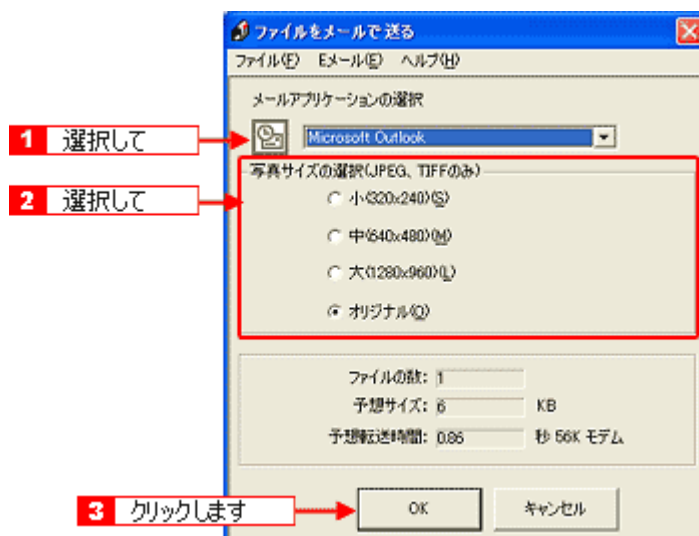 ファイルをメールで送る
ファイル(F) Eメール(E) ヘルプ(H)
メールアプリケーションの選択
1 選択して
Microsoft Outlook
写真サイズの選択(JPEG、TIFFのみ)
2 選択して
小(320x240)(S)
中(640x480)(M)
大(1280x960)(L)
オリジナル(O)
ファイルの数: 1
予想サイズ: 6 KB
予想転送時間: 0.86 秒 56K モデム
3 クリックします
OK キャンセル